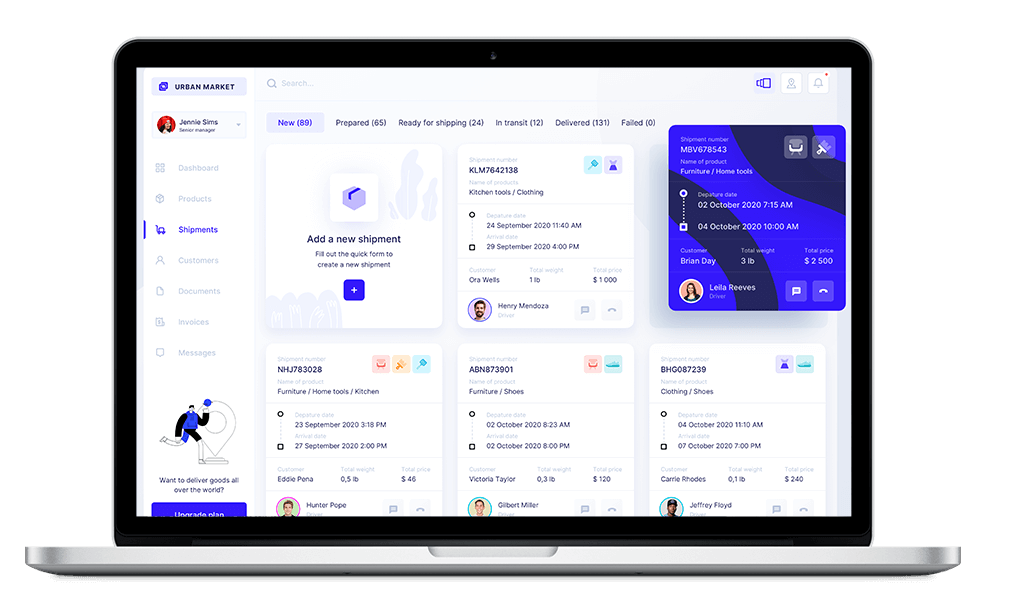 URBAN MARKET
Search...
Jennie Sims
Senior manager
Dashboard
Products
Shipments
Customers
Documents
Invoices
Messages
Want to deliver goods all
over the world?
Upgrade plan
New (89)
Prepared (65)
Ready for shipping (24)
In transit (12)
Delivered (131)
Failed (0)
Add a new shipment
Fill out the quick form to
create a new shipment
+
Shipment number
KLM7642138
Name of products
Kitchen tools / Clothing
Depature date
24 September 2020 11:40 AM
Arrival date
29 September 2020 4:00 PM
Customer Total weight Total price
Ora Wells 1 lb $ 1 000
Henry Mendoza
Driver
Shipment number
MBV678543
Name of product
Furniture / Home tools
Depature date
02 October 2020 7:15 AM
04 October 2020 10:00 AM
Customer Total weight Total price
Brian Day 3 lb $ 2 500
Leila Reeves
Driver
Shipment number
NHJ783028
Name of product
Furniture / Home tools / Kitchen
Depature date
23 September 2020 3:18 PM
Arrival date
27 September 2020 2:00 PM
Customer Total weight Total price
Eddie Pena 0,5 lb $ 46
Hunter Pope
Driver
Shipment number
ABN873901
Name of product
Furniture / Shoes
Depature date
02 October 2020 8:23 AM
Arrival date
02 October 2020 8:00 PM
Customer Total weight Total price
Victoria Taylor 0,3 lb $ 120
Gilbert Miller
Driver
Shipment number
BHG087239
Name of product
Clothing / Shoes
Depature date
04 October 2020 11:10 AM
Arrival date
07 October 2020 7:00 PM
Customer Total weight Total price
Carrie Rhodes 0,1 lb $ 240
Jeffrey Floyd
Driver